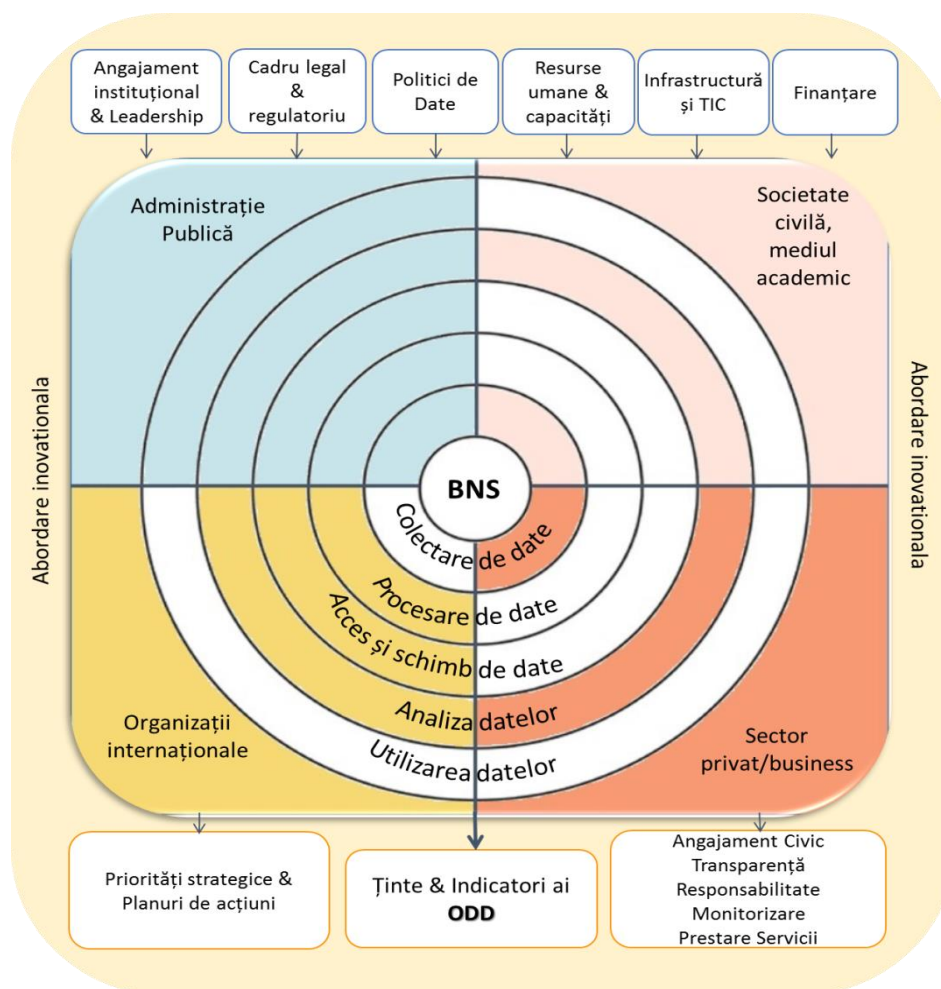 Angajament
instituțional
& Leadership
Cadru legal
&
regulatoriu
Politici de
Date
Resurse
umane &
capacități
Infrastructură
și TIC
Finanțare
Administrație
Publică
Societate
civilă,
mediul
academic
Abordare inovationala
Abordare inovationala
BNS
Colectare de date
Procesare de date
Acces și schimb de date
Analiza datelor
Utilizarea datelor
Organizații
internaționale
Sector
privat/business
Priorități strategice &
Planuri de acțiuni
Ținte & Indicatori ai
ODD
Angajament Civic
Transparență
Responsabilitate
Monitorizare
Prestare Servicii